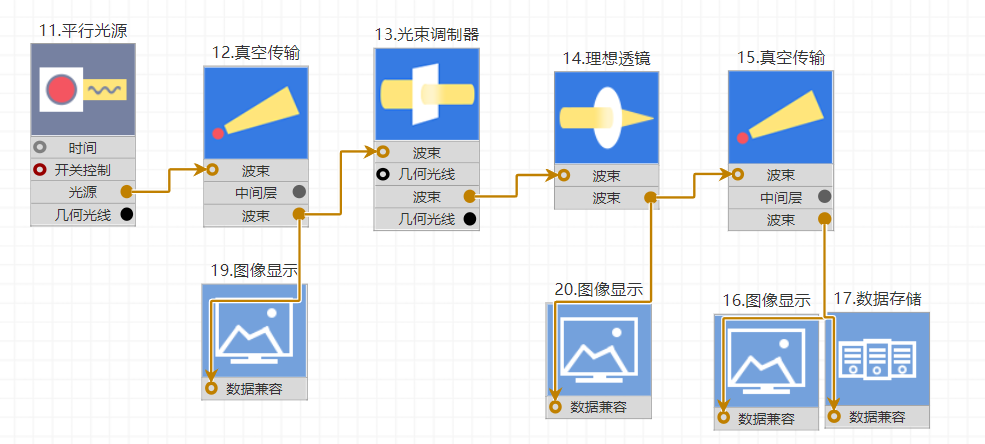 11.平行光源
时间
开关控制
光源
几何光线
12.真空传输
波束
中间层
波束
13.光束调制器
波束
几何光线
波束
几何光线
14.理想透镜
波束
波束
15.真空传输
波束
中间层
波束
19.图像显示
数据兼容
20.图像显示
数据兼容
16.图像显示
数据兼容
17.数据存储
数据兼容